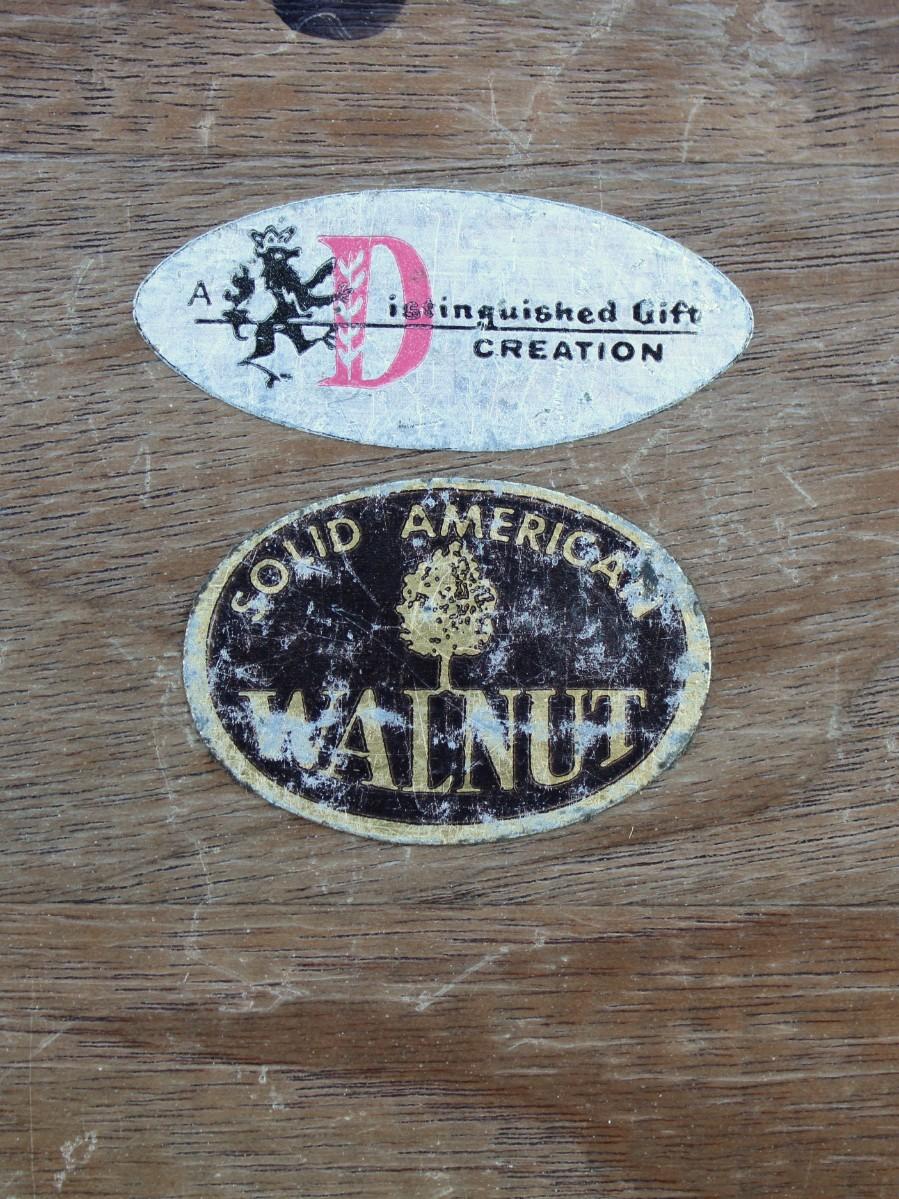 A Distinguished Gift
CREATION
SOLID AMERICAN
WALNUT